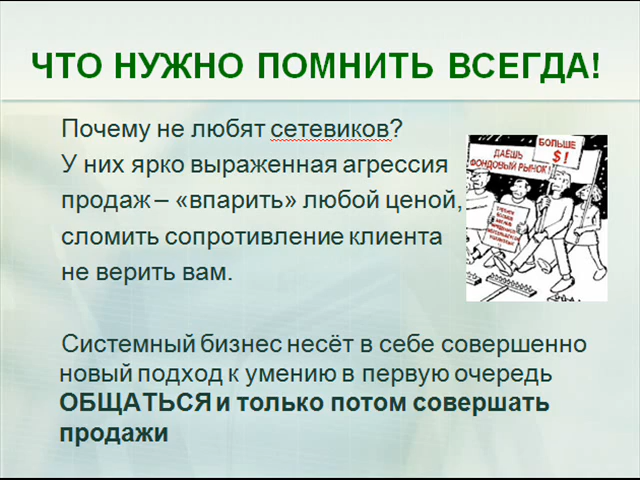 ЧТО НУЖНО ПОМНИТЬ ВСЕГДА!
Почему не любят сетевиков?
У них ярко выраженная агрессия
продаж – «впарить» любой ценой,
сломить сопротивление клиента
не верить вам.
БОЛЬШЕ
$!
ДАЁШЬ
ФОНДОВЫЙ РЫНОК!
Системный бизнес несёт в себе совершенно
новый подход к умению в первую очередь
ОБЩАТЬСЯ и только потом совершать
продажи